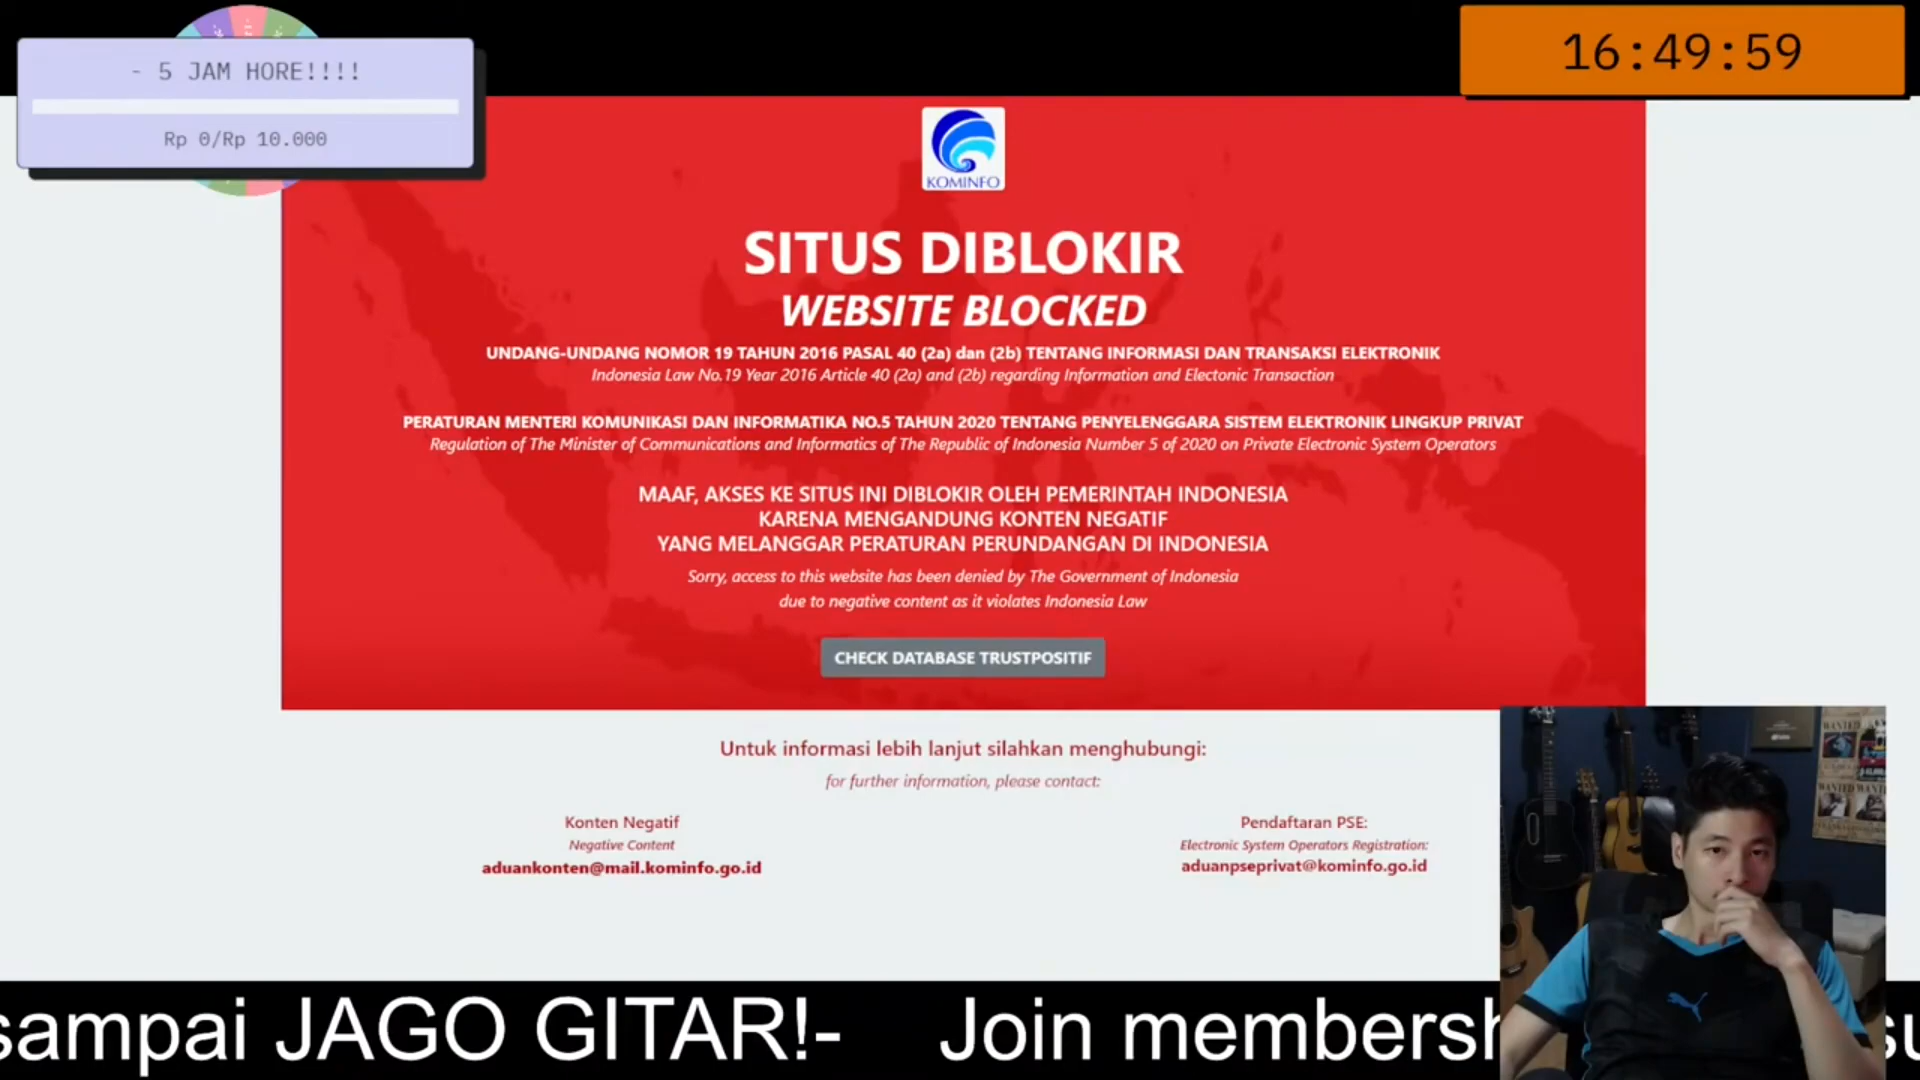 - 5 JAM HORE!!!!
Rp 0/Rp 10.000
16:49:59
KOMINFO
SITUS DIBLOKIR
WEBSITE BLOCKED
UNDANG-UNDANG NOMOR 19 TAHUN 2016 PASAL 40 (2a) dan (2b) TENTANG INFORMASI DAN TRANSAKSI ELEKTRONIK
Indonesia Law No.19 Year 2016 Article 40 (2a) and (2b) regarding Information and Electonic Transaction
PERATURAN MENTERI KOMUNIKASI DAN INFORMATIKA NO.5 TAHUN 2020 TENTANG PENYELENGGARA SISTEM ELEKTRONIK LINGKUP PRIVAT
Regulation of The Minister of Communications and Informatics of The Republic of Indonesia Number 5 of 2020 on Private Electronic System Operators
MAAF, AKSES KE SITUS INI DIBLOKIR OLEH PEMERINTAH INDONESIA
KARENA MENGANDUNG KONTEN NEGATIF
YANG MELANGGAR PERATURAN PERUNDANGAN DI INDONESIA
Sorry, access to this website has been denied by The Government of Indonesia
due to negative content as it violates Indonesia Law
CHECK DATABASE TRUSTPOSITIF
Untuk informasi lebih lanjut silahkan menghubungi:
for further information, please contact:
Konten Negatif
Negative Content
aduankonten@mail.kominfo.go.id
Pendaftaran PSE:
Electronic System Operators Registration:
aduanpseprivat@kominfo.go.id
WANTED
WANTED WANT
sampai JAGO GITAR!- Join membersh su